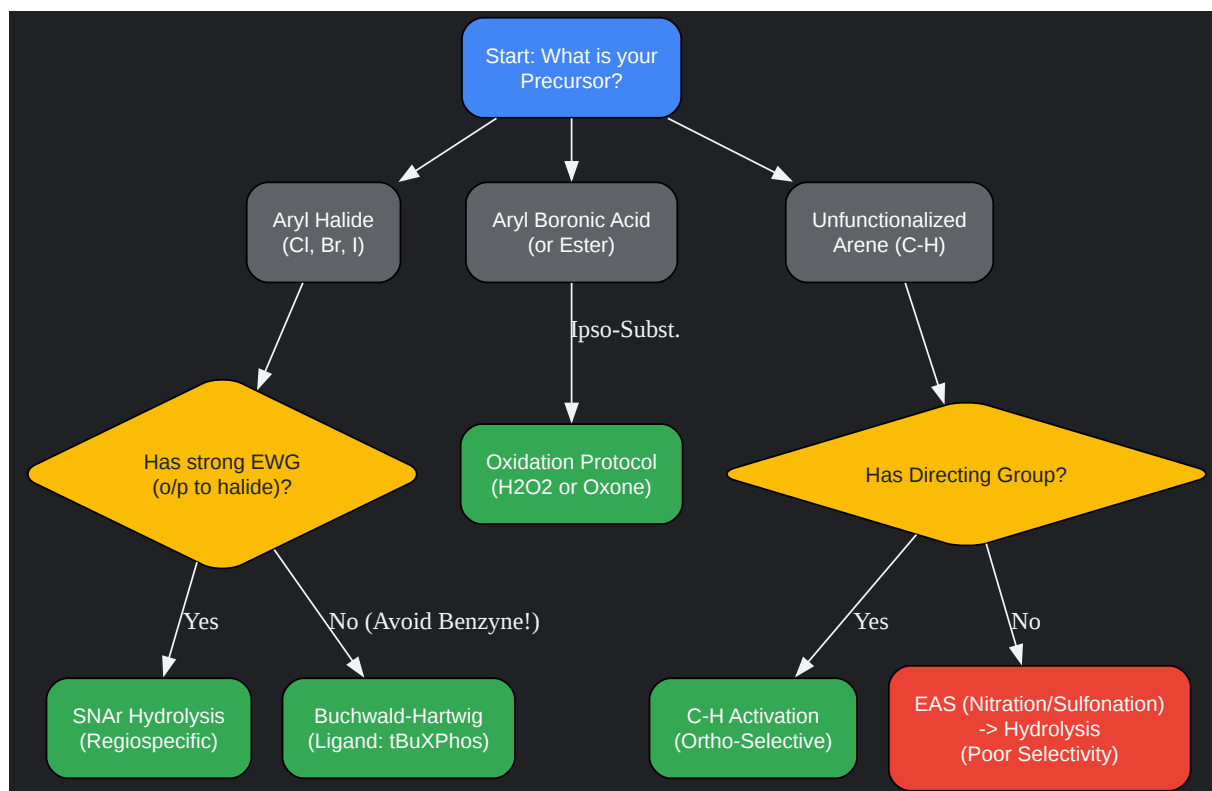 Start: What is your
Precursor?
Aryl Halide
(Cl, Br, I)
Aryl Boronic Acid
(or Ester)
Unfunctionalized
Arene (C-H)
Ipso-Subst.
Has strong EWG
(o/p to halide)?
Oxidation Protocol
(H2O2 or Oxone)
Has Directing Group?
Yes
No (Avoid Benzyne!)
Yes
No
SNAr Hydrolysis
(Regiospecific)
Buchwald-Hartwig
(Ligand: tBuXPhos)
C-H Activation
(Ortho-Selective)
EAS (Nitration/Sulfonation)
-> Hydrolysis
(Poor Selectivity)